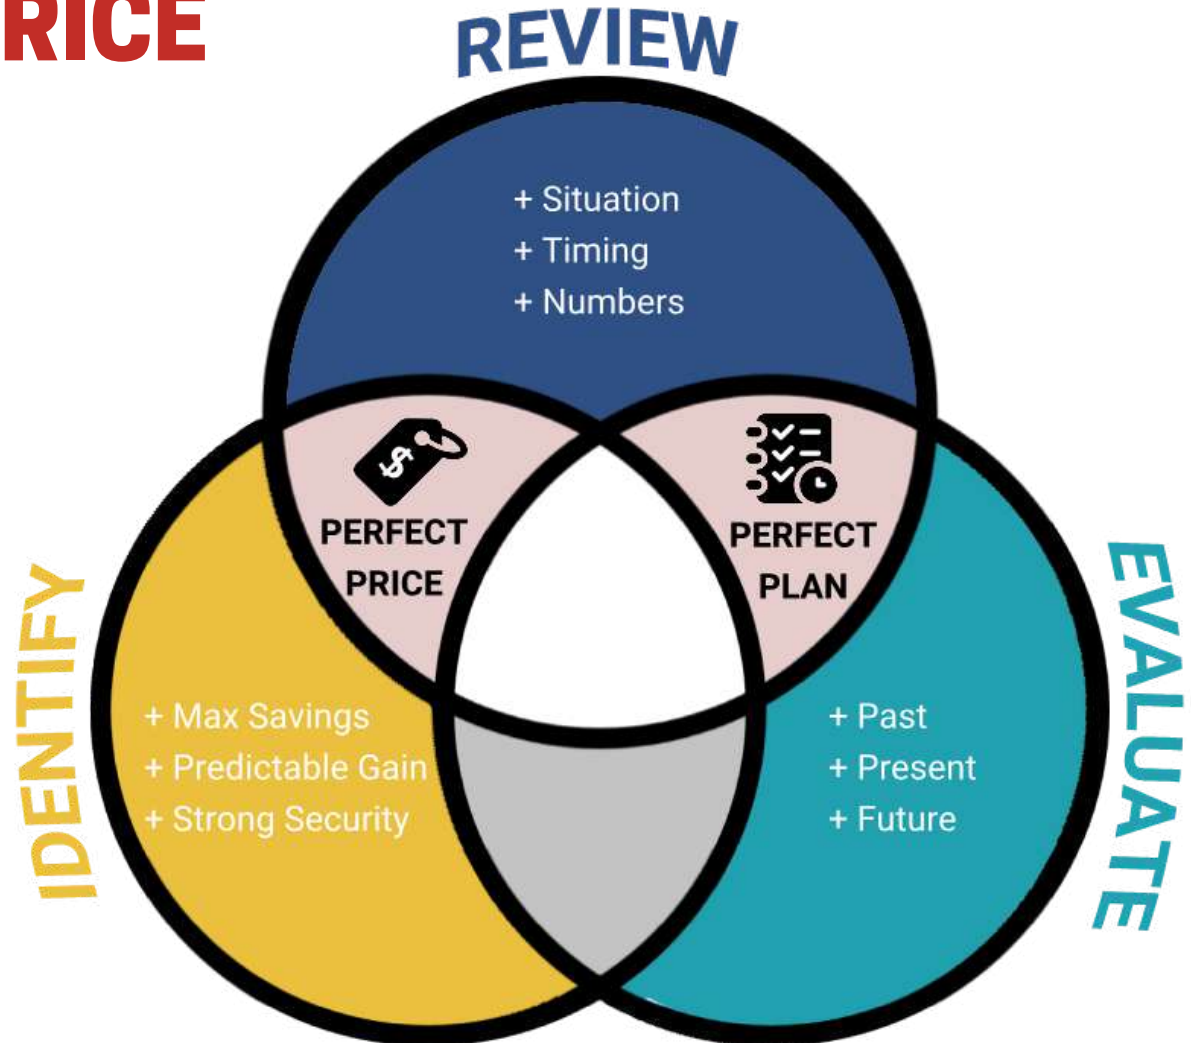 RICE
REVIEW
+ Situation
+ Timing
+ Numbers
$
PERFECT
PRICE
PERFECT
PLAN
IDENTIFY
+ Max Savings
+ Predictable Gain
+ Strong Security
+ Past
+ Present
+ Future
EVALUATE